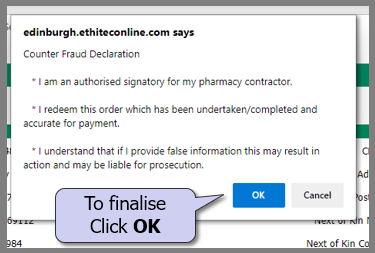 edinburgh.ethiteconline.com says
Counter Fraud Declaration
* I am an authorised signatory for my pharmacy contractor.
* I redeem this order which has been undertaken/completed and
accurate for payment.
* I understand that if I provide false information this may result in
action and may be liable for prosecution.
OK Cancel
To finalise
Click OK
69112
Next of Kin
984
Next of Kin Co